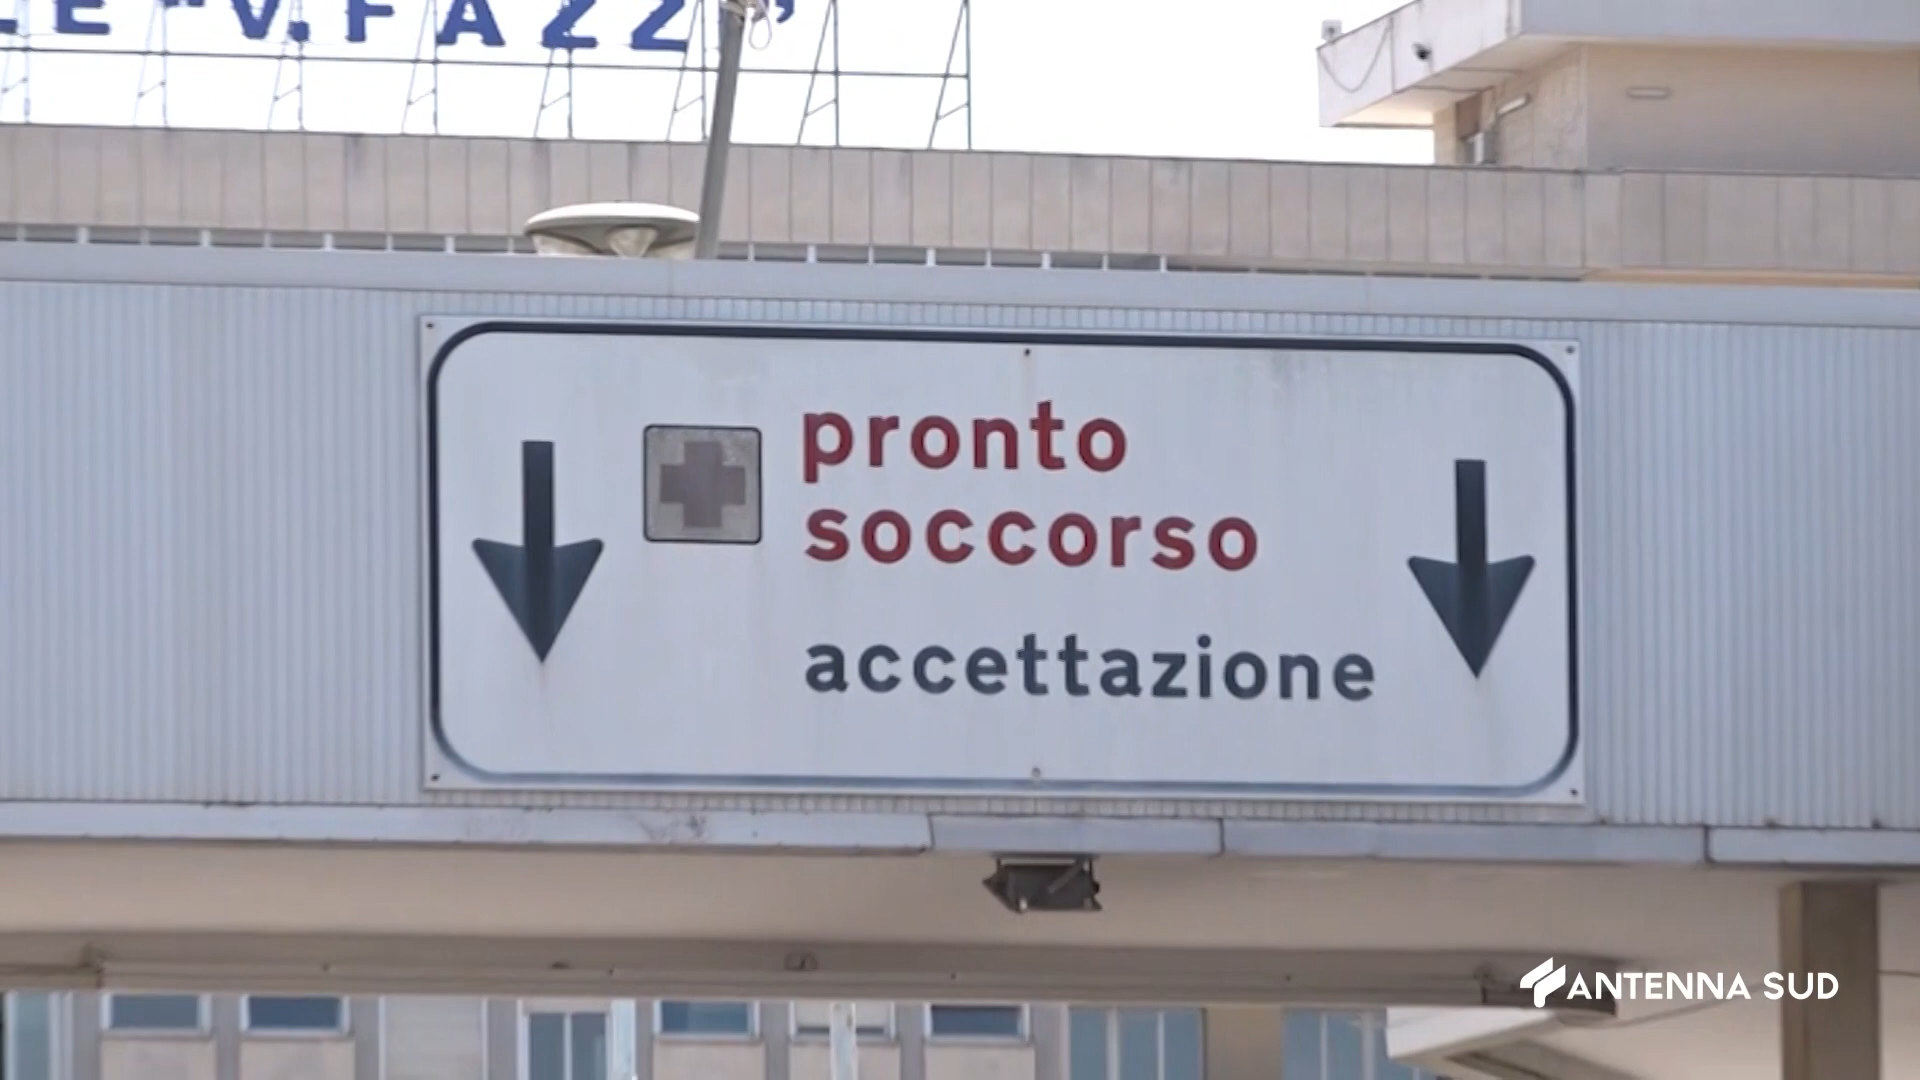 "V.FAZZ
pronto
soccorso
accettazione
ANTENNA SUD